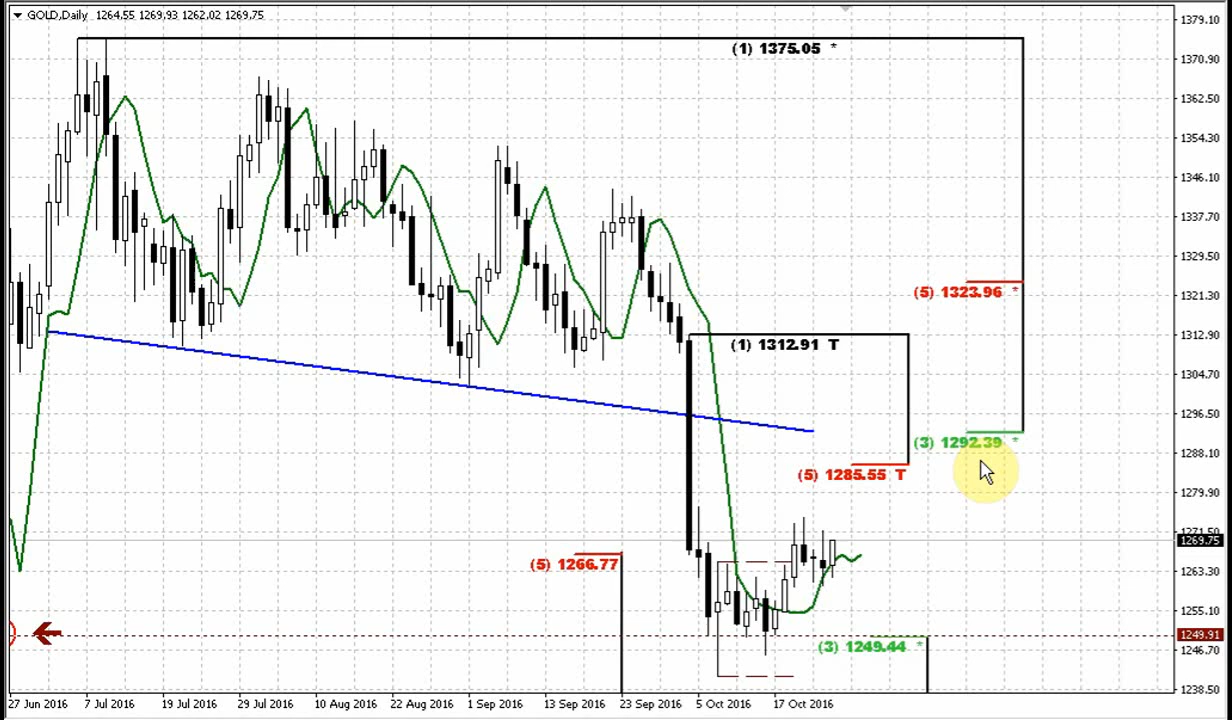 GOLD,Daily 1264.55 1269.93 1262.02 1269.75
1379.10
(1) 1375.05 *
1370.90
1362.50
1354.30
1346.10
1337.70
1329.50
(5) 1323.96 *
1321.30
1312.90
(1) 1312.91 T
1304.70
1296.50
(3) 1292.39 *
1288.10
(5) 1285.55 T
1279.90
1271.50
1269.75
(5) 1266.77
1263.30
1255.10
1249.91
(3) 1249.44 *
1246.70
1238.50
27 Jun 2016 7 Jul 2016 19 Jul 2016 29 Jul 2016 10 Aug 2016 22 Aug 2016 1 Sep 2016 13 Sep 2016 23 Sep 2016 5 Oct 2016 17 Oct 2016